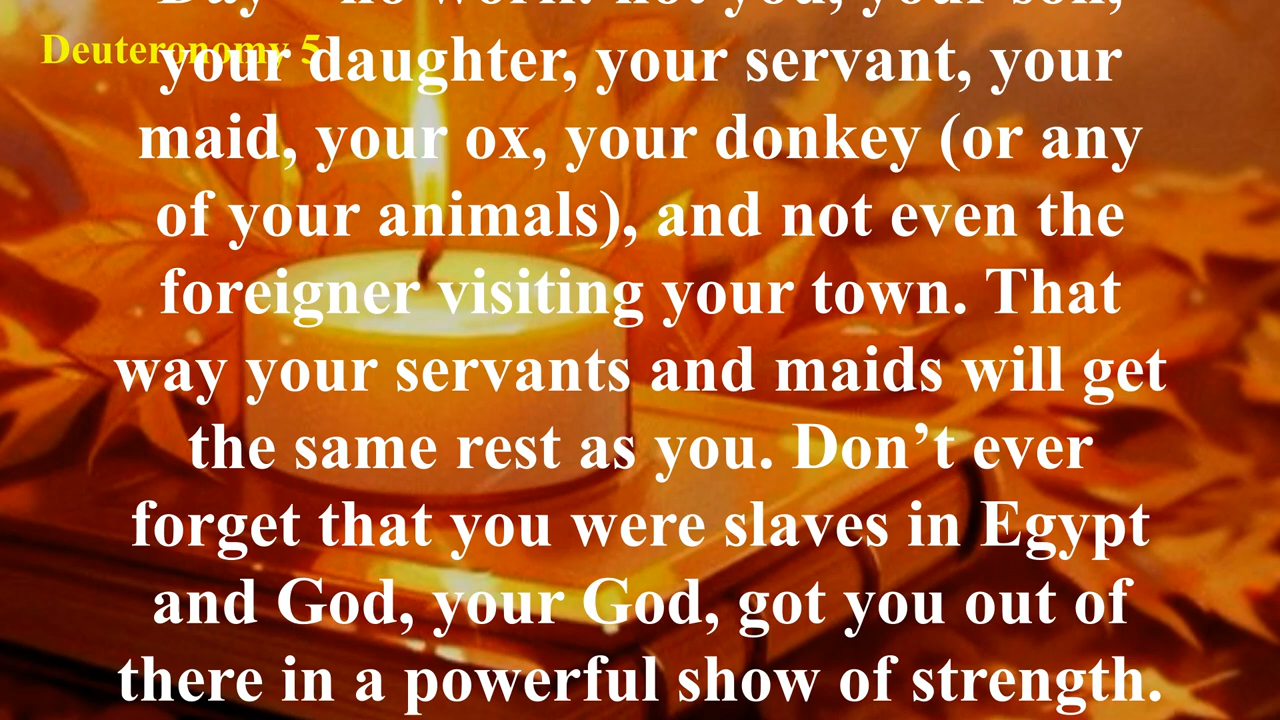 Day – no work: not you, your son,
Deuteronomy 5
your daughter, your servant, your
maid, your ox, your donkey (or any
of your animals), and not even the
foreigner visiting your town. That
way your servants and maids will get
the same rest as you. Don’t ever
forget that you were slaves in Egypt
and God, your God, got you out of
there in a powerful show of strength.